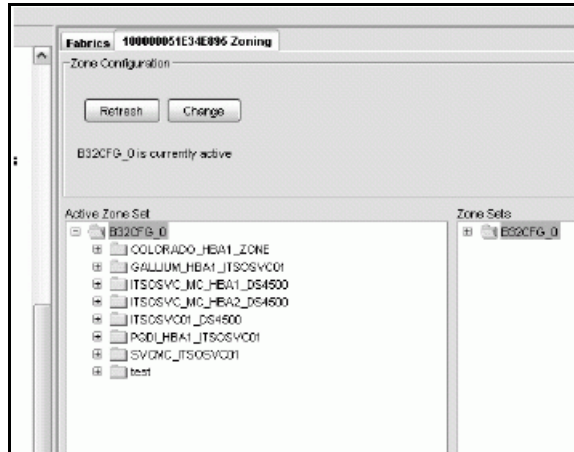 Fabrics 100000051E34E895 Zoning
Zone Configuration
Refresh Change
B32CFG_0 is currently active
Active Zone Set
B32CFG_0
COLORADO_HBA1_ZONE
GALLIUM_HBA1_ITSOSVC01
ITSOSVC_MC_HBA1_DS4500
ITSOSVC_MC_HBA2_DS4500
ITSOSVC01_DS4500
PGDI_HBA1_ITSOSVC01
SVCMC_ITSOSVC01
test
Zone Sets
B32CFG_0